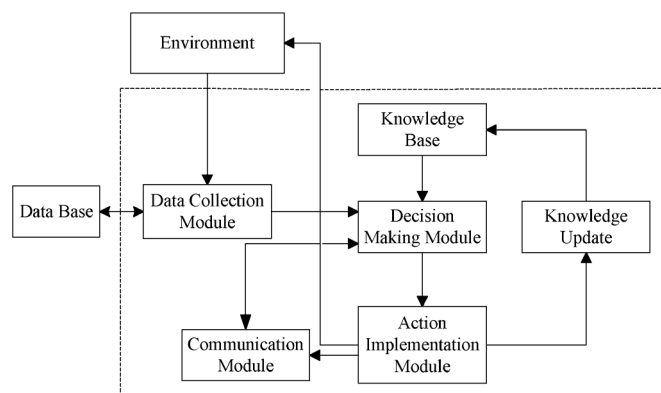 Environment
Knowledge
Base
Data Base
Data Collection
Module
Decision
Making Module
Knowledge
Update
Communication
Module
Action
Implementation
Module